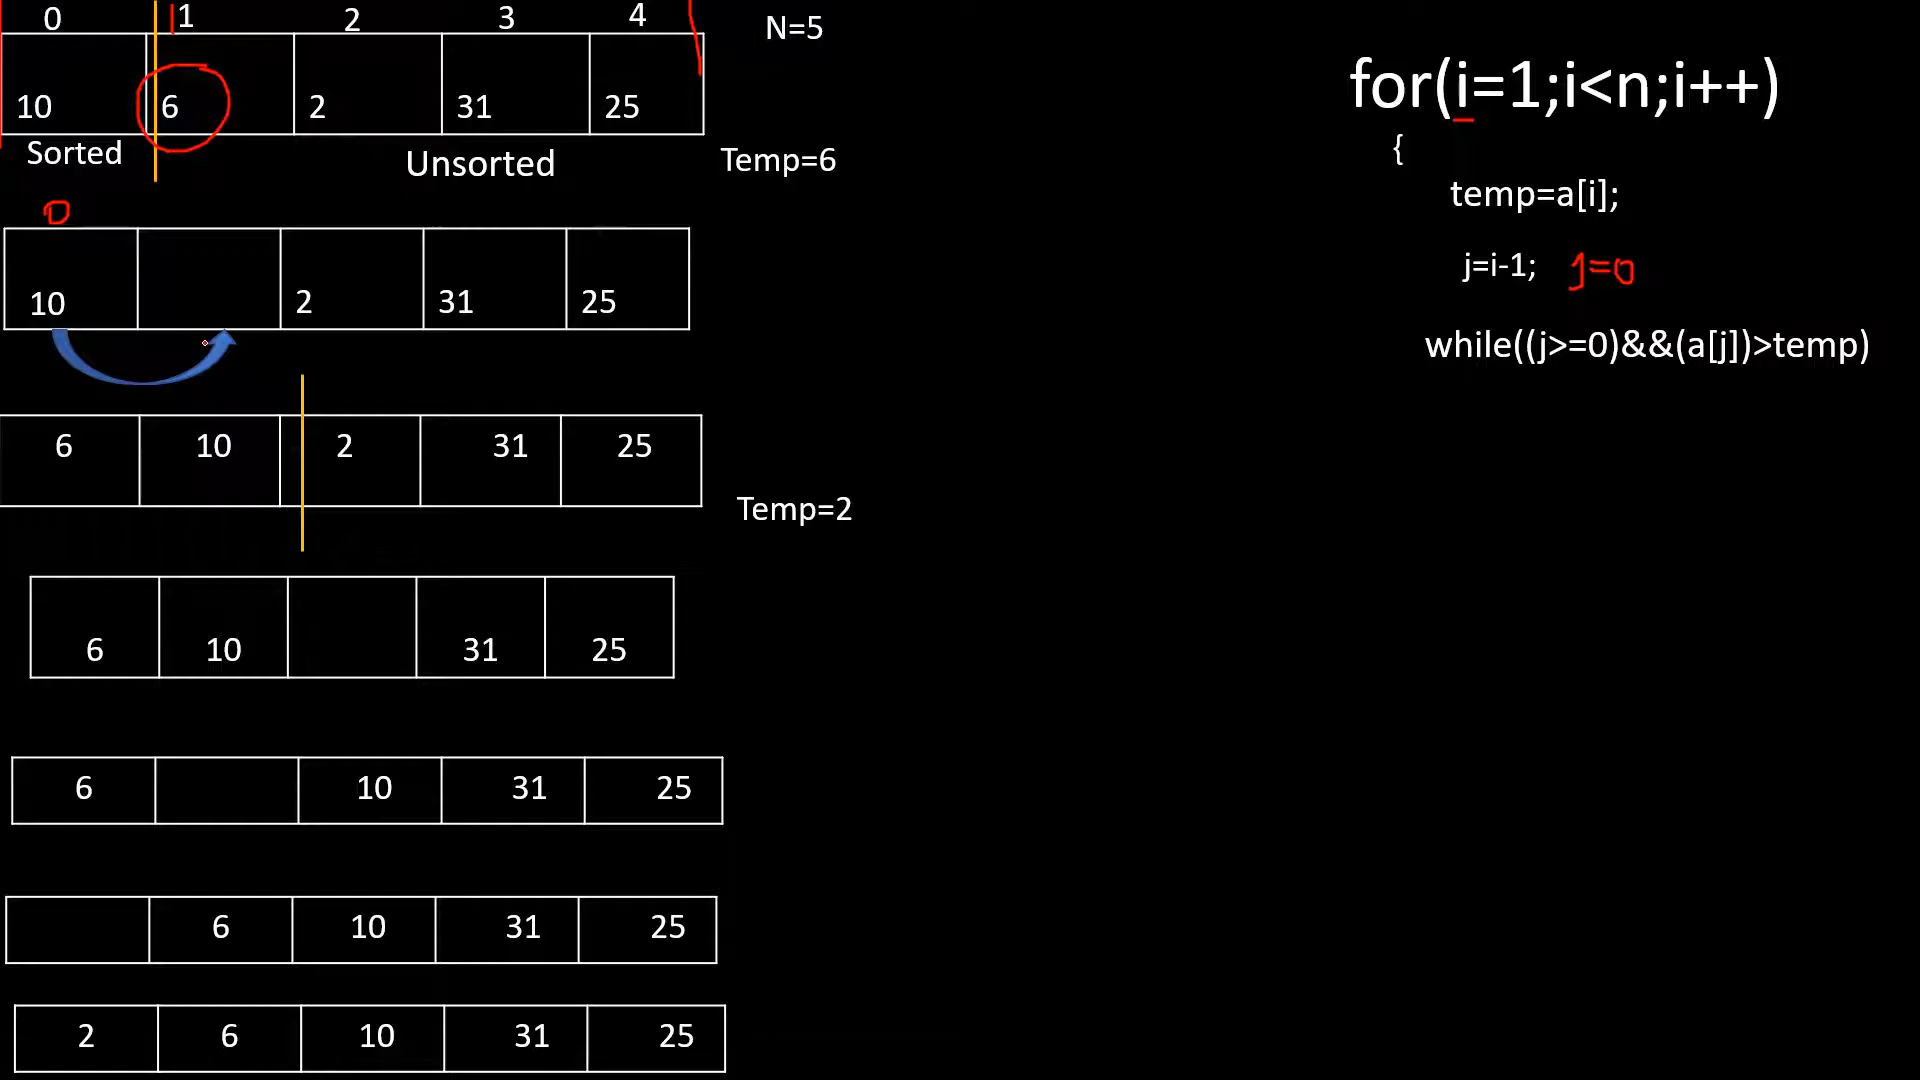 0 1 2 3 4
N=5
10 6 2 31 25
Sorted
Unsorted
Temp=6
0
10 2 31 25
6 10 2 31 25
Temp=2
6 10 31 25
6 10 31 25
6 10 31 25
2 6 10 31 25
for(i=1;i<n;i++)
{
temp=a[i];
j=i-1; J=0
while((j>=0)&&(a[j])>temp)